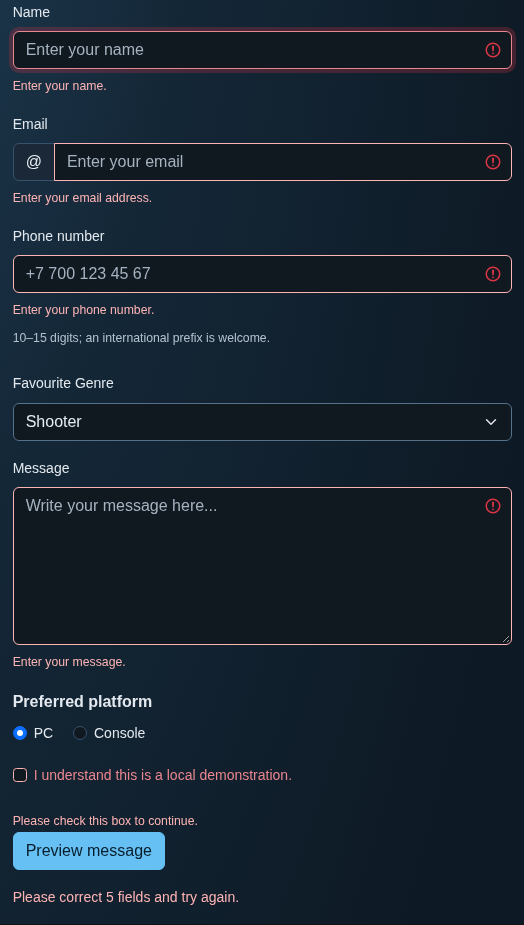 Name
Enter your name
Enter your name.
Email
@ Enter your email
Enter your email address.
Phone number
+7 700 123 45 67
Enter your phone number.
10–15 digits; an international prefix is welcome.
Favourite Genre
Shooter
Message
Write your message here...
Enter your message.
Preferred platform
PC Console
I understand this is a local demonstration.
Please check this box to continue.
Preview message
Please correct 5 fields and try again.